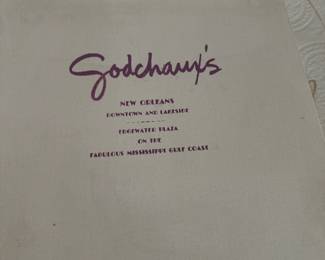 Godchaux's
NEW ORLEANS
DOWNTOWN AND LAKESIDE
EDGEWATER PLAZA
ON THE
FABULOUS MISSISSIPPI GULF COAST